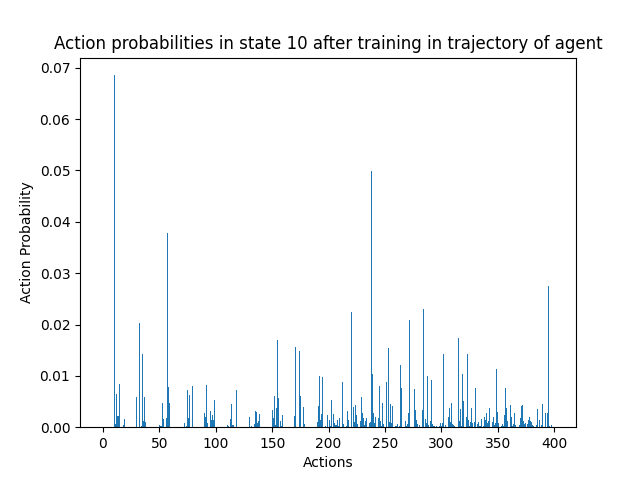 Action probabilities in state 10 after training in trajectory of agent
0.07
0.06
0.05
0.04
0.03
0.02
0.01
0.00
Action Probability
0 50 100 150 200 250 300 350 400
Actions